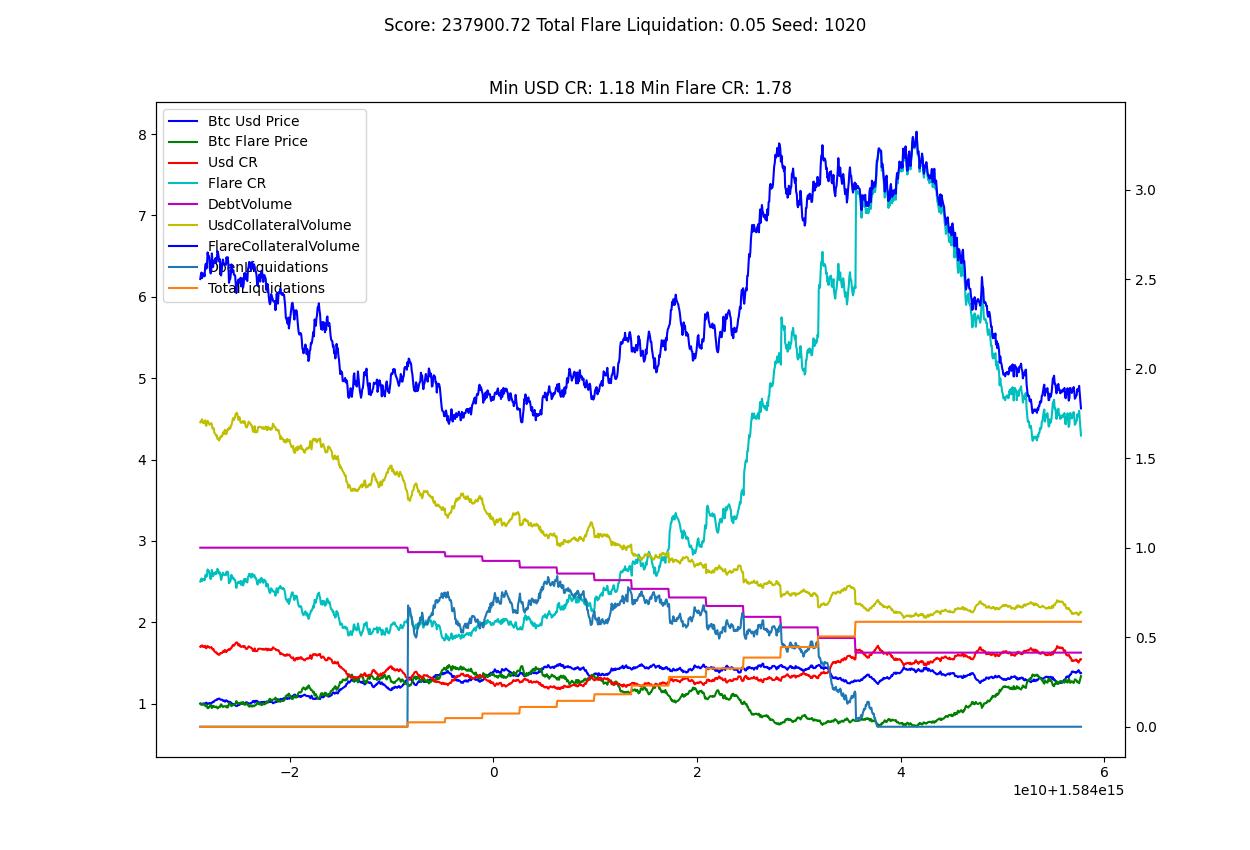 Score: 237900.72 Total Flare Liquidation: 0.05 Seed: 1020
Min USD CR: 1.18 Min Flare CR: 1.78
Btc Usd Price
Btc Flare Price
Usd CR
Flare CR
DebtVolume
UsdCollateralVolume
FlareCollateralVolume
OpenLiquidations
TotalLiquidations
8
7
6
5
4
3
2
1
3.0
2.5
2.0
1.5
1.0
0.5
0.0
−2
0
2
4
6
1e10+1.584e15